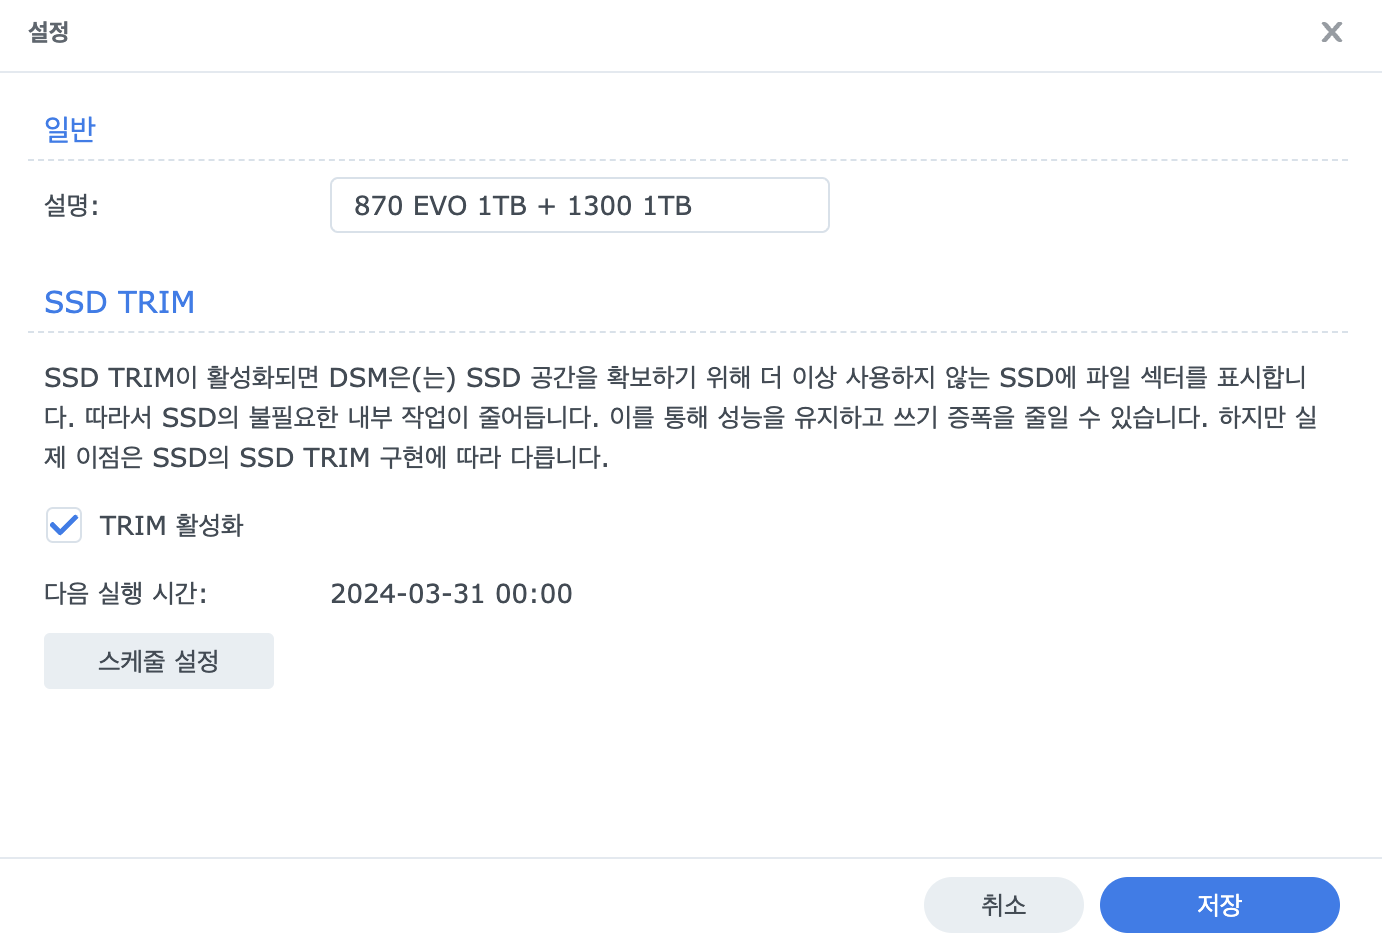 설정
일반
설명: 870 EVO 1TB + 1300 1TB
SSD TRIM
SSD TRIM이 활성화되면 DSM은(는) SSD 공간을 확보하기 위해 더 이상 사용하지 않는 SSD에 파일 섹터를 표시합니
다. 따라서 SSD의 불필요한 내부 작업이 줄어듭니다. 이를 통해 성능을 유지하고 쓰기 증폭을 줄일 수 있습니다. 하지만 실
제 이점은 SSD의 SSD TRIM 구현에 따라 다릅니다.
TRIM 활성화
다음 실행 시간: 2024-03-31 00:00
스케줄 설정
취소 저장